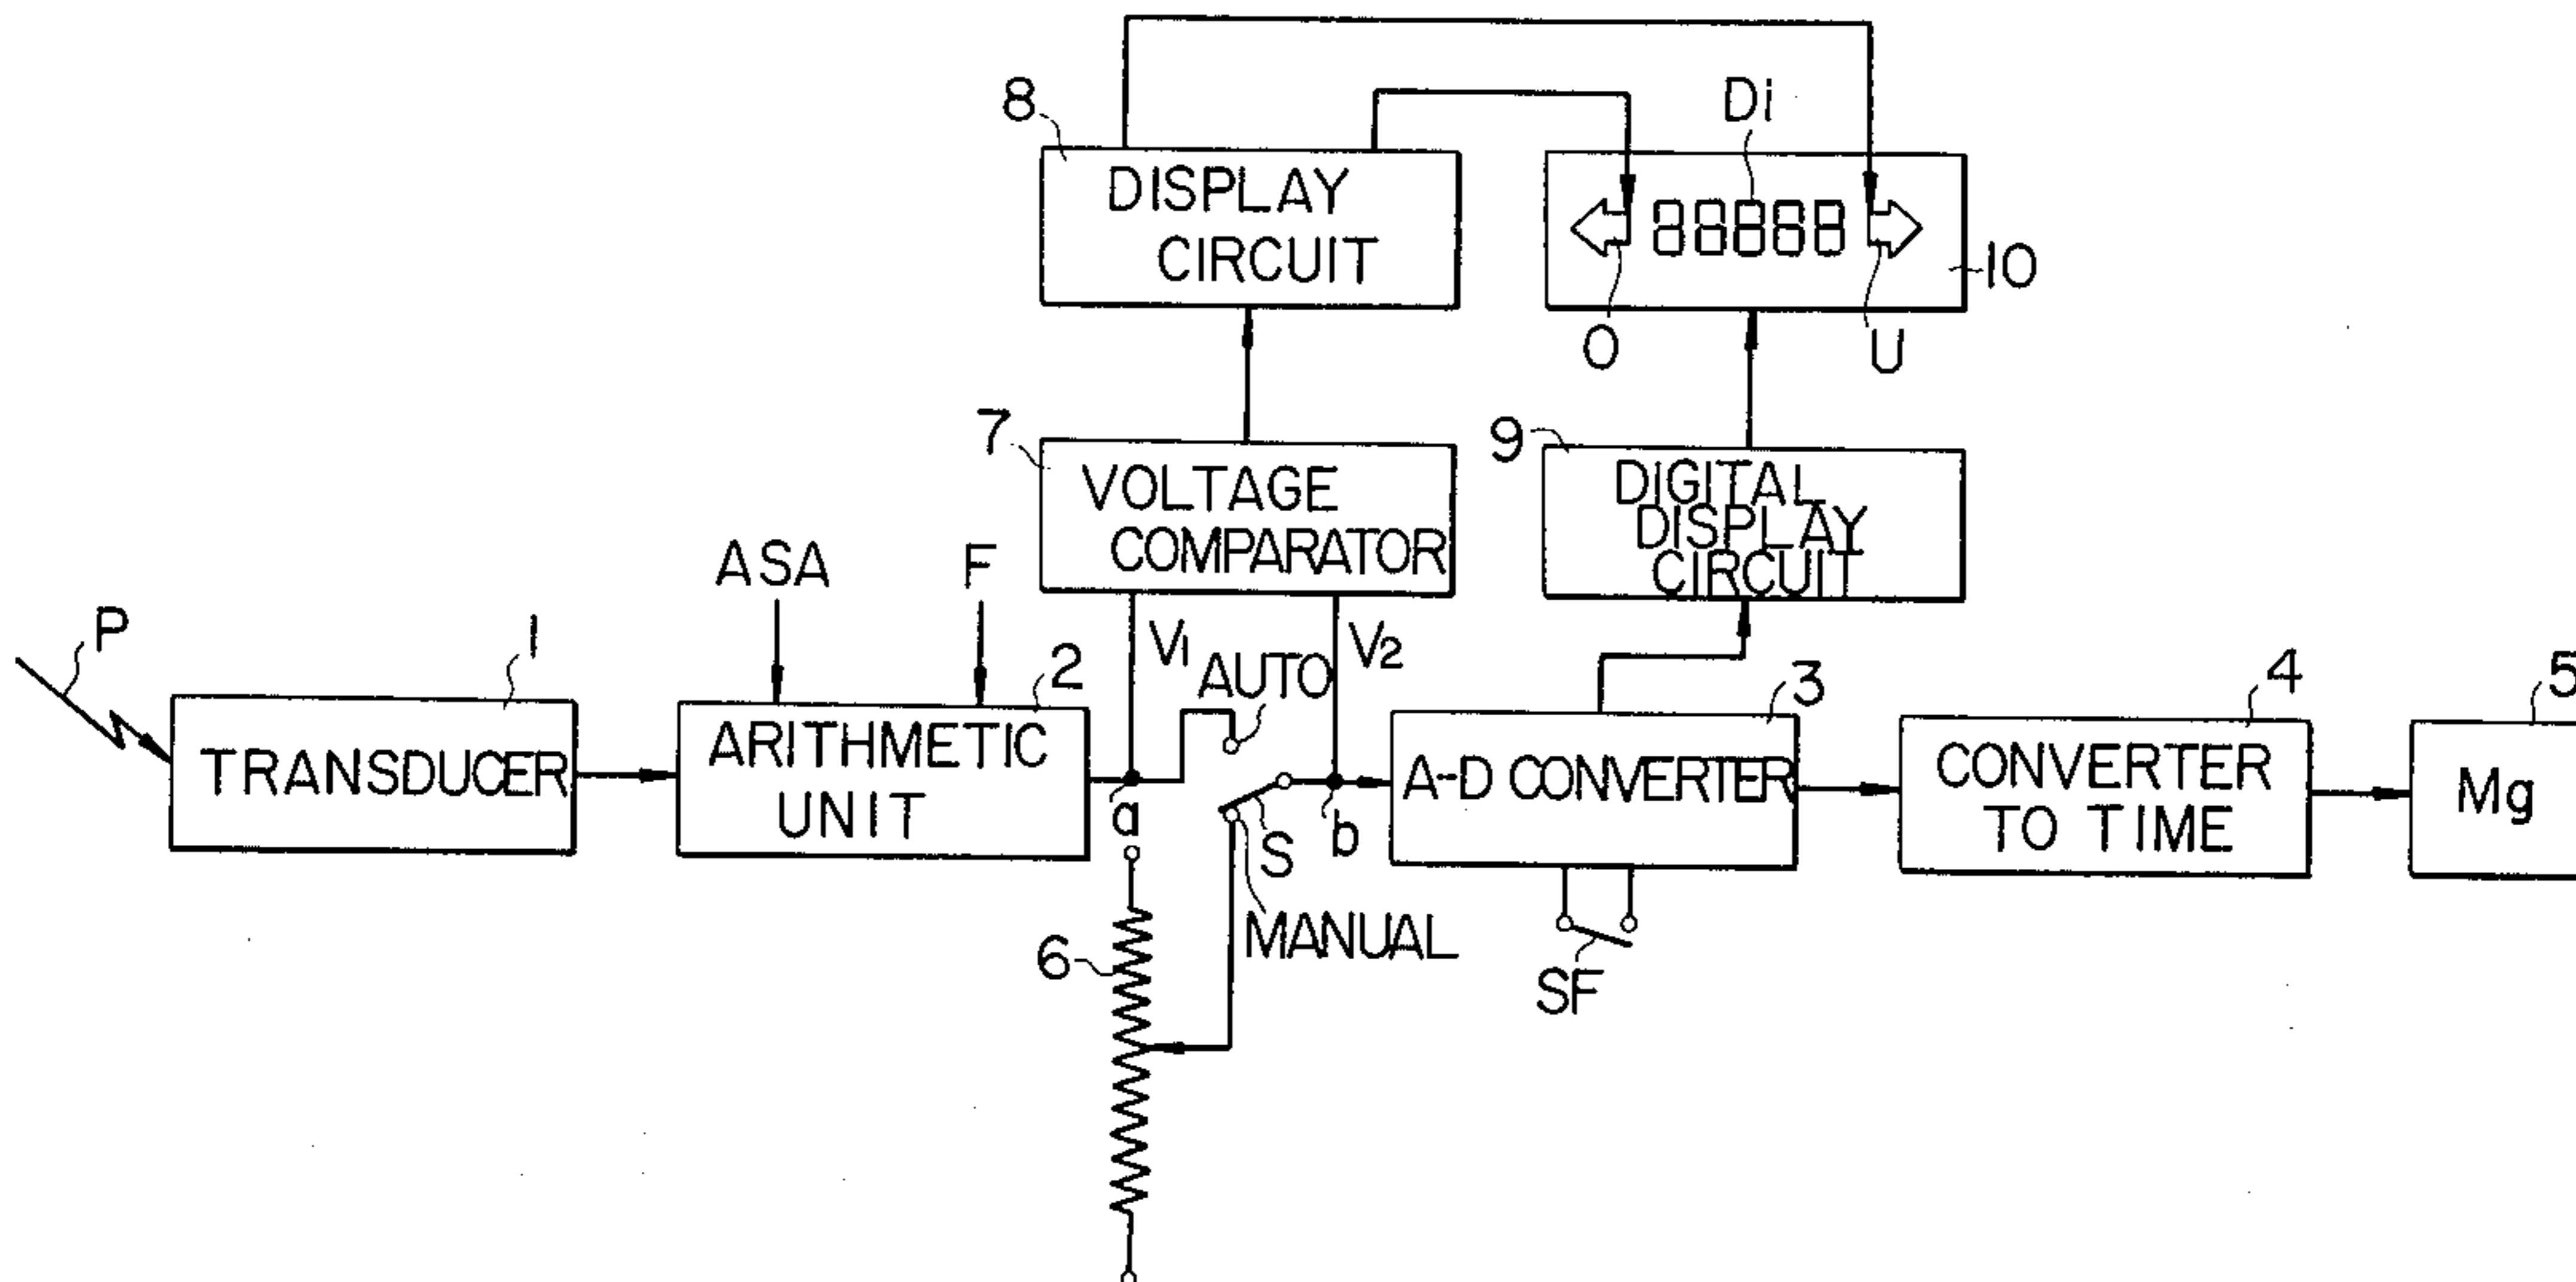 8
DISPLAY
CIRCUIT
Di
88888
O
U
10
7
VOLTAGE
COMPARATOR
9
DIGITAL
DISPLAY
CIRCUIT
ASA
F
P
1
TRANSDUCER
2
ARITHMETIC
UNIT
V1
AUTO
V2
a
S
b
MANUAL
6
3
A-D CONVERTER
SF
4
CONVERTER
TO TIME
5
Mg